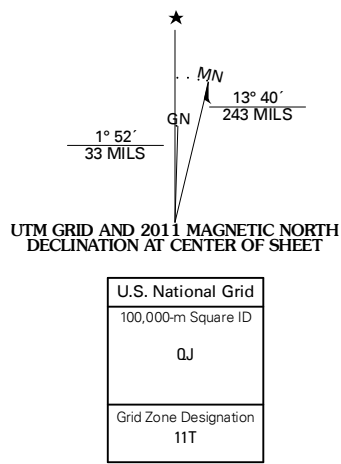 ★
MN
GN
13° 40´
243 MILS
1° 52´
33 MILS
UTM GRID AND 2011 MAGNETIC NORTH
DECLINATION AT CENTER OF SHEET
U.S. National Grid
100,000-m Square ID
QJ
Grid Zone Designation
11T